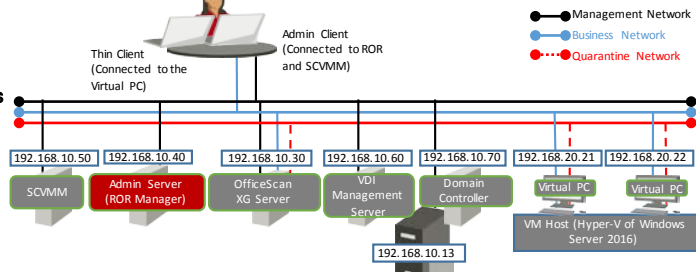 Thin Client
(Connected to the
Virtual PC)
Admin Client
(Connected to ROR
and SCVMM)
Management Network
Business Network
Quarantine Network
s
192.168.10.50
192.168.10.40
192.168.10.30
192.168.10.60
192.168.10.70
192.168.20.21
192.168.20.22
SCVMM
Admin Server
(ROR Manager)
OfficeScan
XG Server
VDI
Management
Server
Domain
Controller
Virtual PC
Virtual PC
VM Host (Hyper-V of Windows
Server 2016)
192.168.10.13